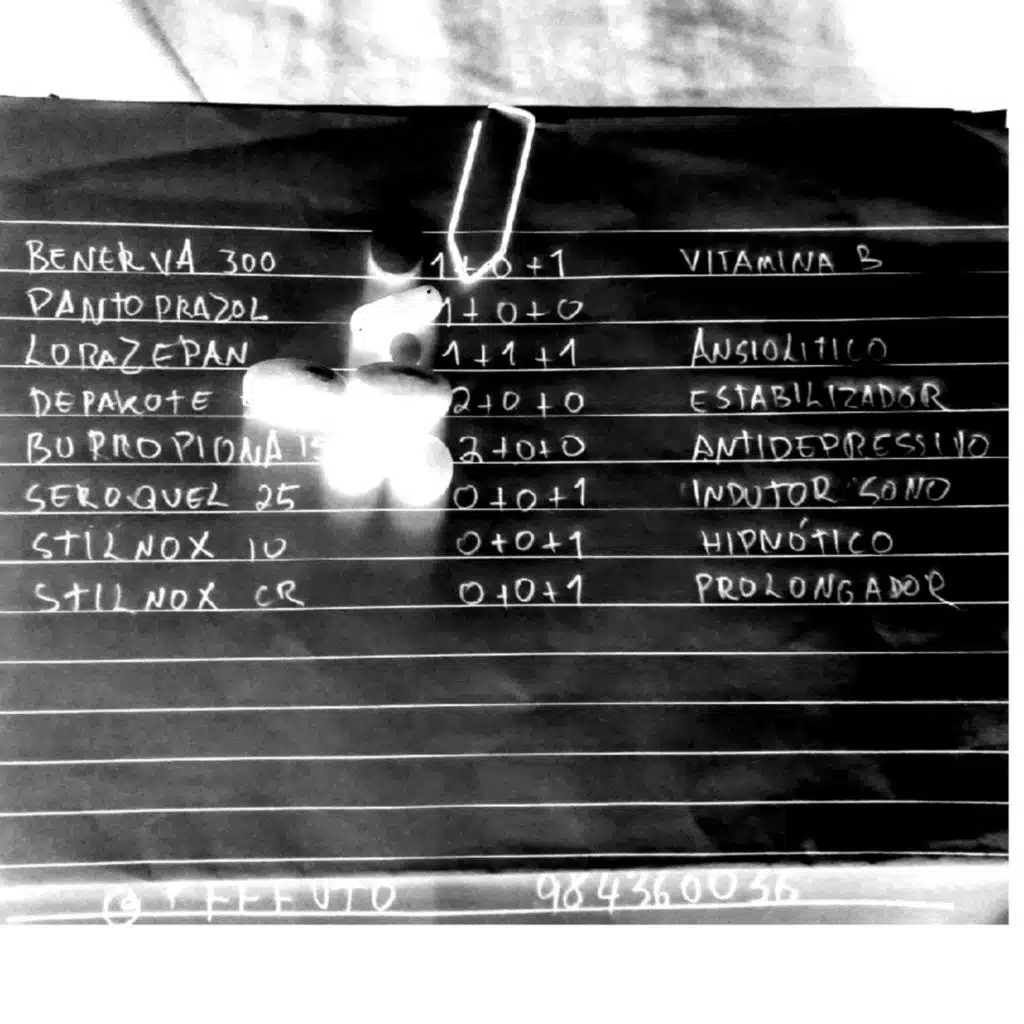 BENERVA 300 1+0+1 VITAMINA B
PANTOPRAZOL 1+0+0
LORAZEPAN 1+1+1 ANSIOLITICO
DEPAKOTE 2+0+0 ESTABILIZADOR
BUPROPIONA 15 2+0+0 ANTIDEPRESSIVO
SEROQUEL 25 0+0+1 INDUTOR SONO
STILNOX 10 0+0+1 HIPNÓTICO
STILNOX CR 0+0+1 PROLONGADOR
984360036